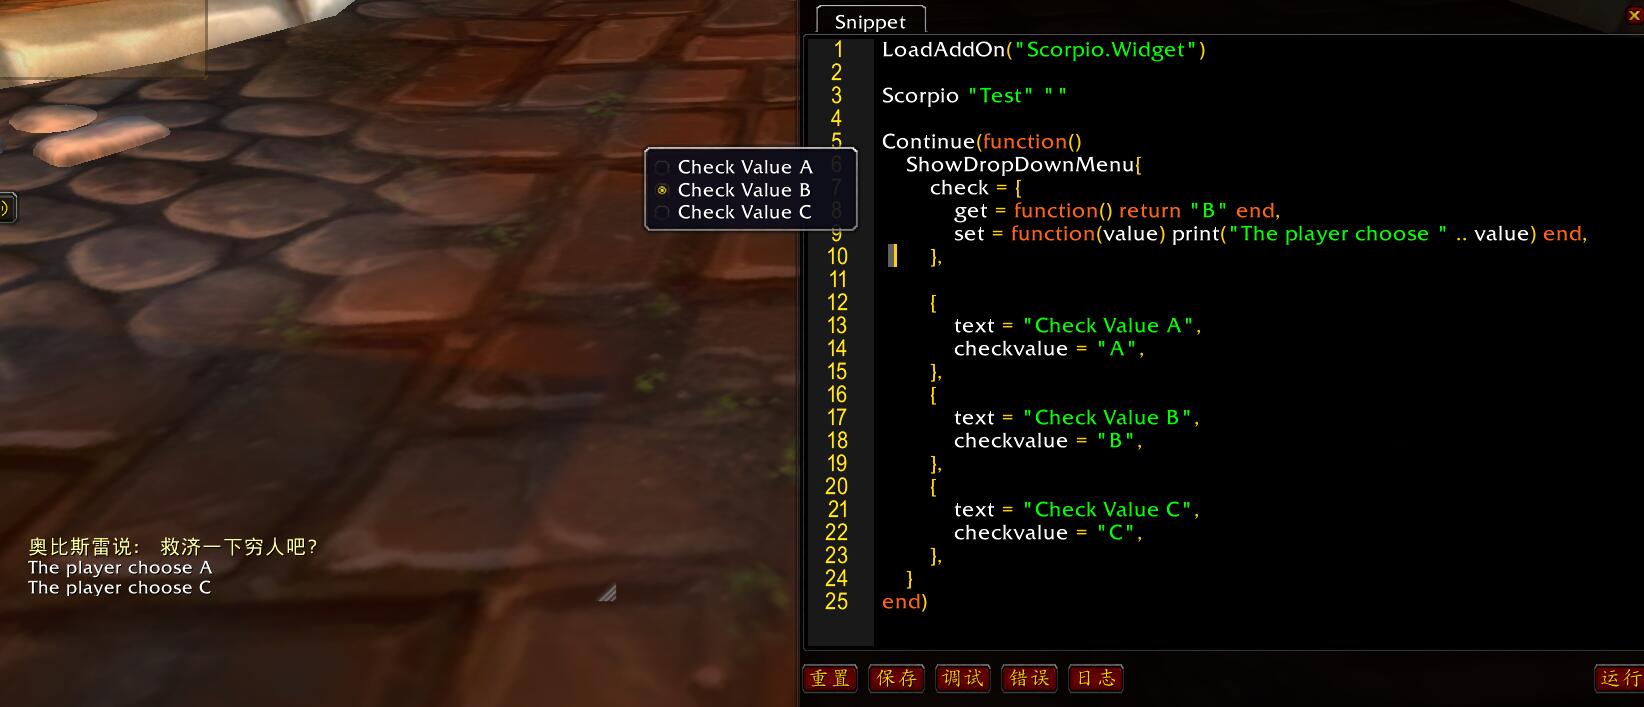 Snippet
1 LoadAddOn("Scorpio.Widget")
2
3 Scorpio "Test" ""
4
5 Continue(function()
6 ShowDropDownMenu{
7 check = {
8 get = function() return "B" end,
9 set = function(value) print("The player choose " .. value) end,
10 },
11
12 {
13 text = "Check Value A",
14 checkvalue = "A",
15 },
16 {
17 text = "Check Value B",
18 checkvalue = "B",
19 },
20 {
21 text = "Check Value C",
22 checkvalue = "C",
23 },
24 }
25 end)
Check Value A
Check Value B
Check Value C
奥比斯雷说： 救济一下穷人吧？
The player choose A
The player choose C
重置 保存 调试 错误 日志 运行